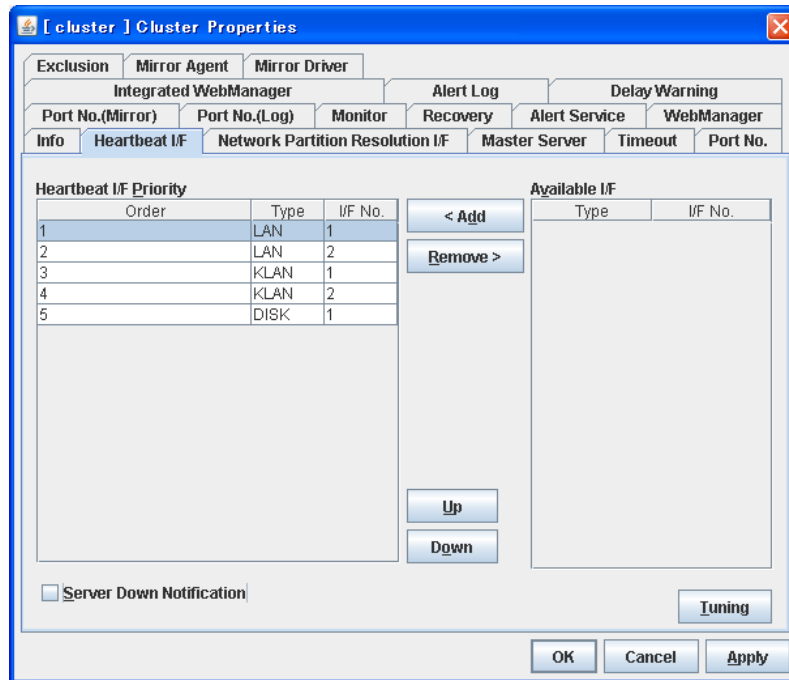 [ cluster ] Cluster Properties
Exclusion Mirror Agent Mirror Driver
Integrated WebManager Alert Log Delay Warning
Port No.(Mirror) Port No.(Log) Monitor Recovery Alert Service WebManager
Info Heartbeat I/F Network Partition Resolution I/F Master Server Timeout Port No.
Heartbeat I/F Priority Available I/F
Order Type I/F No. < Add Type I/F No.
1 LAN 1
2 LAN 2 Remove >
3 KLAN 1
4 KLAN 2
5 DISK 1
Up
Down
Server Down Notification
Tuning
OK Cancel Apply